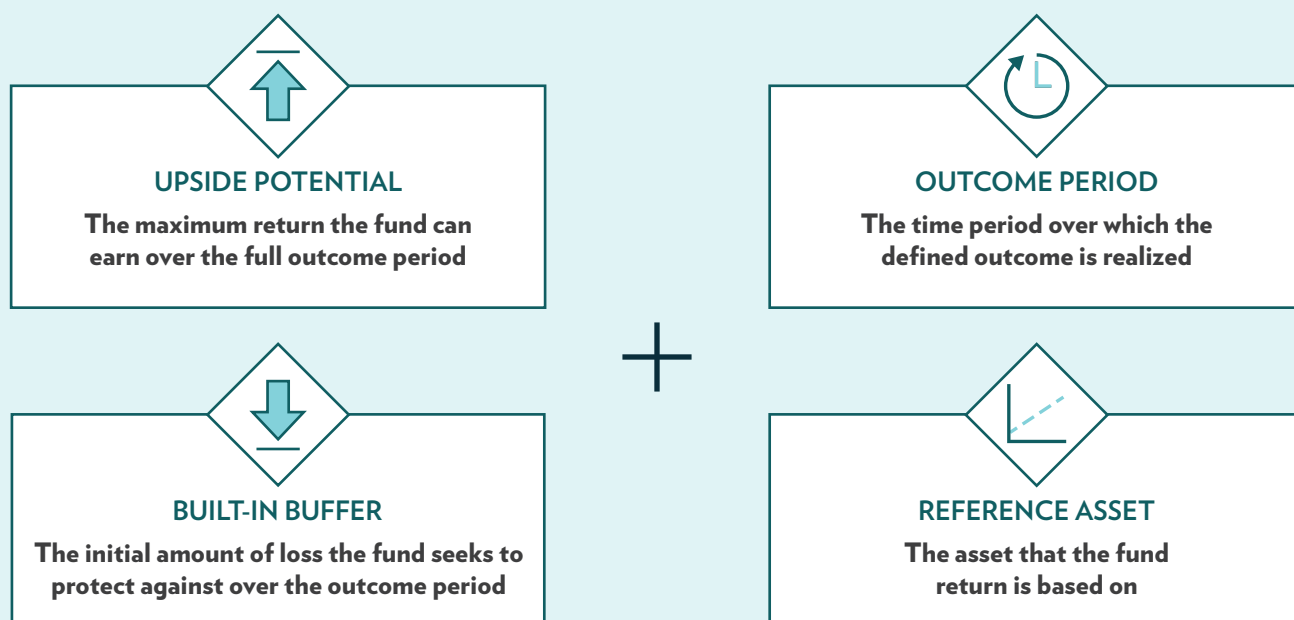 UPSIDE POTENTIAL
The maximum return the fund can
earn over the full outcome period
OUTCOME PERIOD
The time period over which the
defined outcome is realized
BUILT-IN BUFFER
The initial amount of loss the fund seeks to
protect against over the outcome period
REFERENCE ASSET
The asset that the fund
return is based on